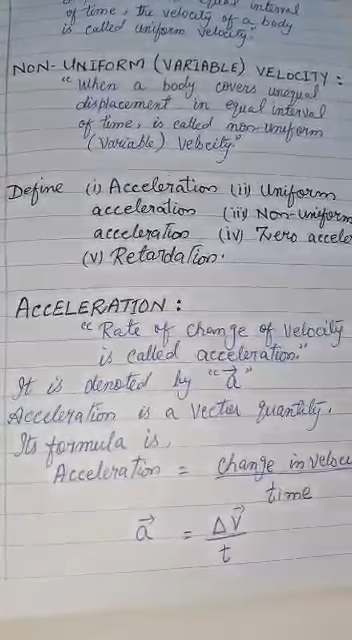 of time, the velocity of a body
is called uniform velocity."
NON-UNIFORM (VARIABLE) VELOCITY:
"When a body covers unequal
displacement in equal interval
of time, is called non-uniform
(variable) velocity."
Define (i) Acceleration (ii) Uniform
acceleration (iii) Non-uniform
acceleration (iv) Zero acceler
(v) Retardation.
ACCELERATION:
"Rate of change of velocity
is called acceleration."
It is denoted by "a⃗"
Acceleration is a vector quantity.
Its formula is,
Acceleration = change in veloci
time
a⃗ = ΔV⃗
t